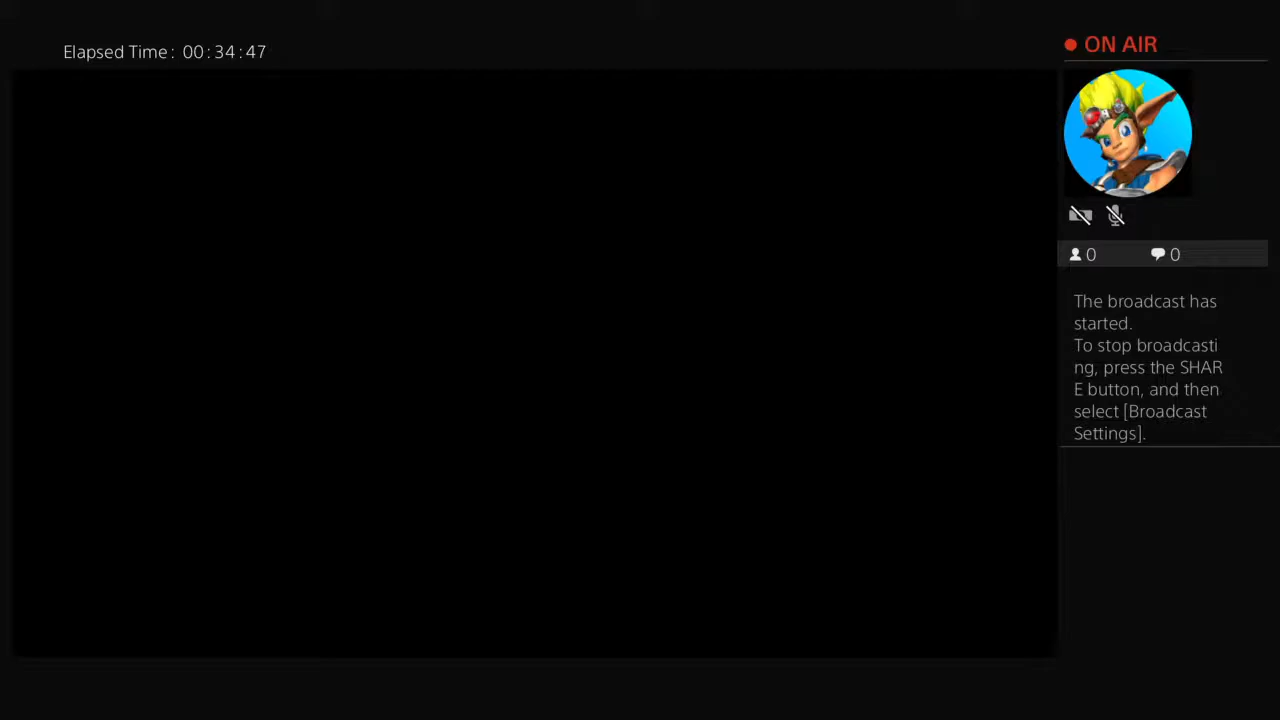 Elapsed Time: 00:34:47
ON AIR
0 0
The broadcast has
started.
To stop broadcasti
ng, press the SHAR
E button, and then
select [Broadcast
Settings].